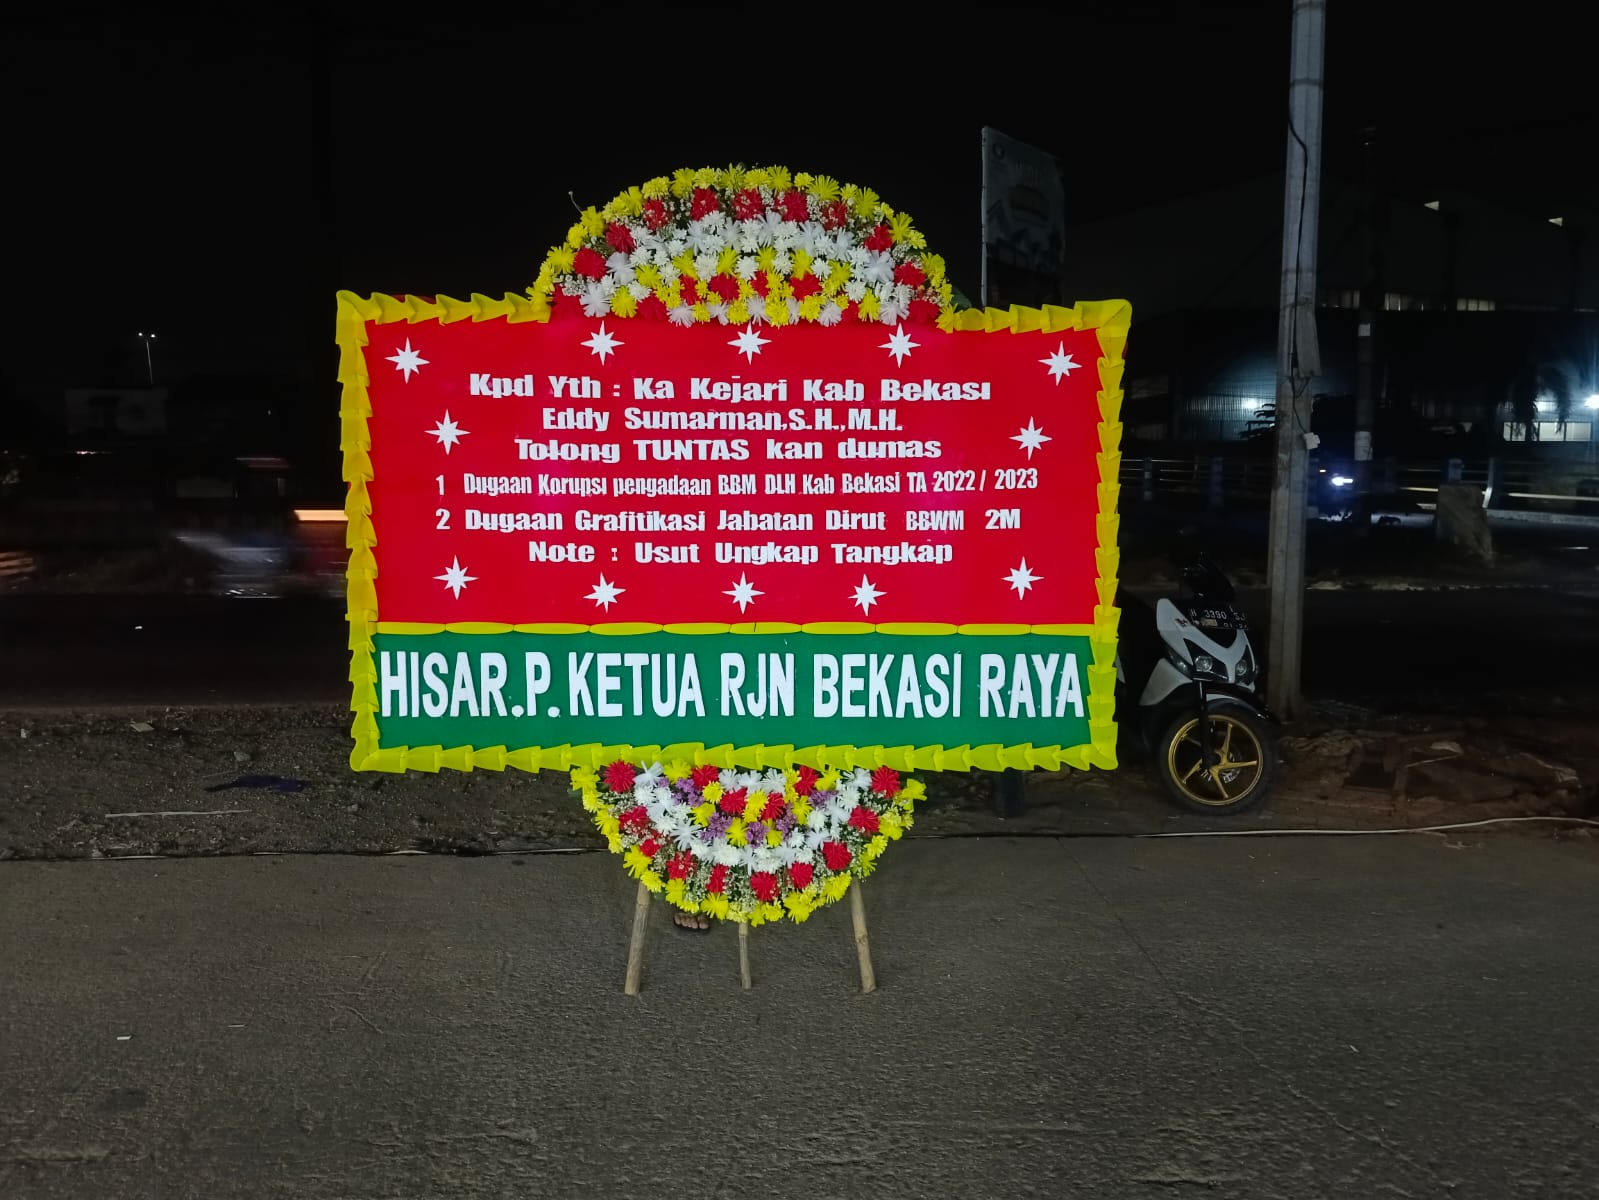 Kpd Yth : Ka Kejari Kab Bekasi
Eddy Sumarman,S.H.,M.H.
Tolong TUNTAS kan dumas
1 Dugaan Korupsi pengadaan BBM DLH Kab Bekasi TA 2022 / 2023
2 Dugaan Grafitikasi Jabatan Dirut BBWM 2M
Note : Usut Ungkap Tangkap
HISAR.P. KETUA RJN BEKASI RAYA